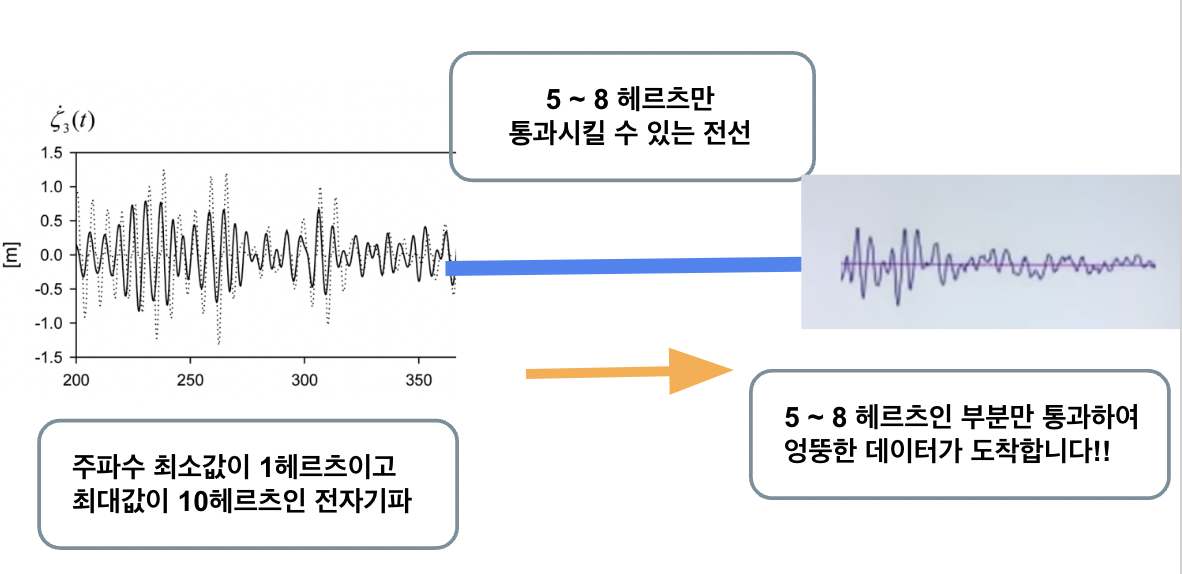 5 ~ 8 헤르츠만
통과시킬 수 있는 전선
ζ̇₃(t)
1.5
1.0
0.5
0.0
-0.5
-1.0
-1.5
[m]
200 250 300 350
주파수 최소값이 1헤르츠이고
최대값이 10헤르츠인 전자기파
5 ~ 8 헤르츠인 부분만 통과하여
엉뚱한 데이터가 도착합니다!!